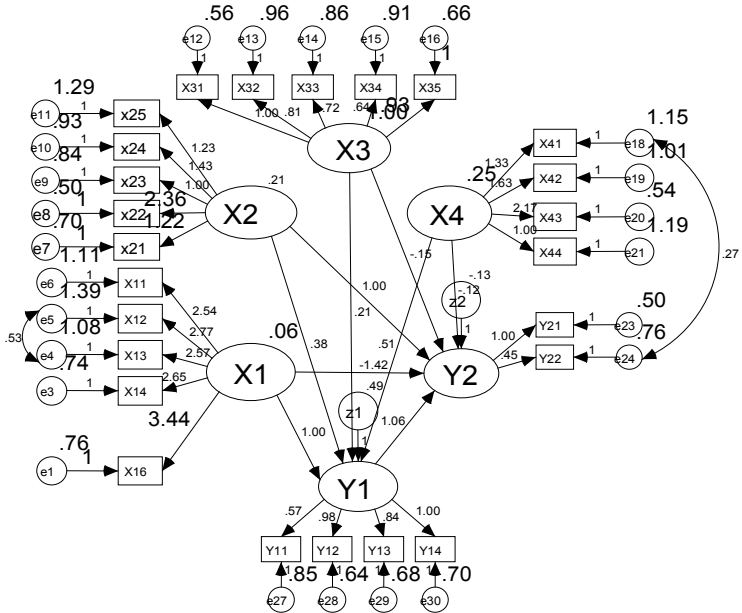 .56 .96 .86 .91 .66
e12 e13 e14 e15 e16
1 1 1 1 1
X31 X32 X33 X34 X35
1.00 .81 .72 .64 1.00
.93
X3
1.29
e11 1 x25
.93
e10 1 x24
.84
e9 1 x23
.50
e8 1 x22
.70
e7 1 x21
1.23
1.43
1.00
2.36
1.22
.21
X2
1.11
e6 1 X11
1.39
e5 1 X12
1.08
e4 1 X13
.74
e3 1 X14
.76
e1 1 X16
.53
2.54
2.77
2.57
2.65
3.44
.06
X1
.25
X4
1.33
1.63
2.17
1.00
X41 1 e18 1.15
X42 1 e19 1.01
X43 1 e20 .54
X44 1 e21 1.19
.27
-.15
-.13
-.12
z2
1
1.00
.21
.51
.38
-1.42
.49
z1
1
1.00
1.06
Y2
1.00
.45
Y21 1 e23 .50
Y22 1 e24 .76
Y1
.57 .98 .84 1.00
Y11 Y12 Y13 Y14
1 1 1 1
.85 .64 .68 .70
e27 e28 e29 e30